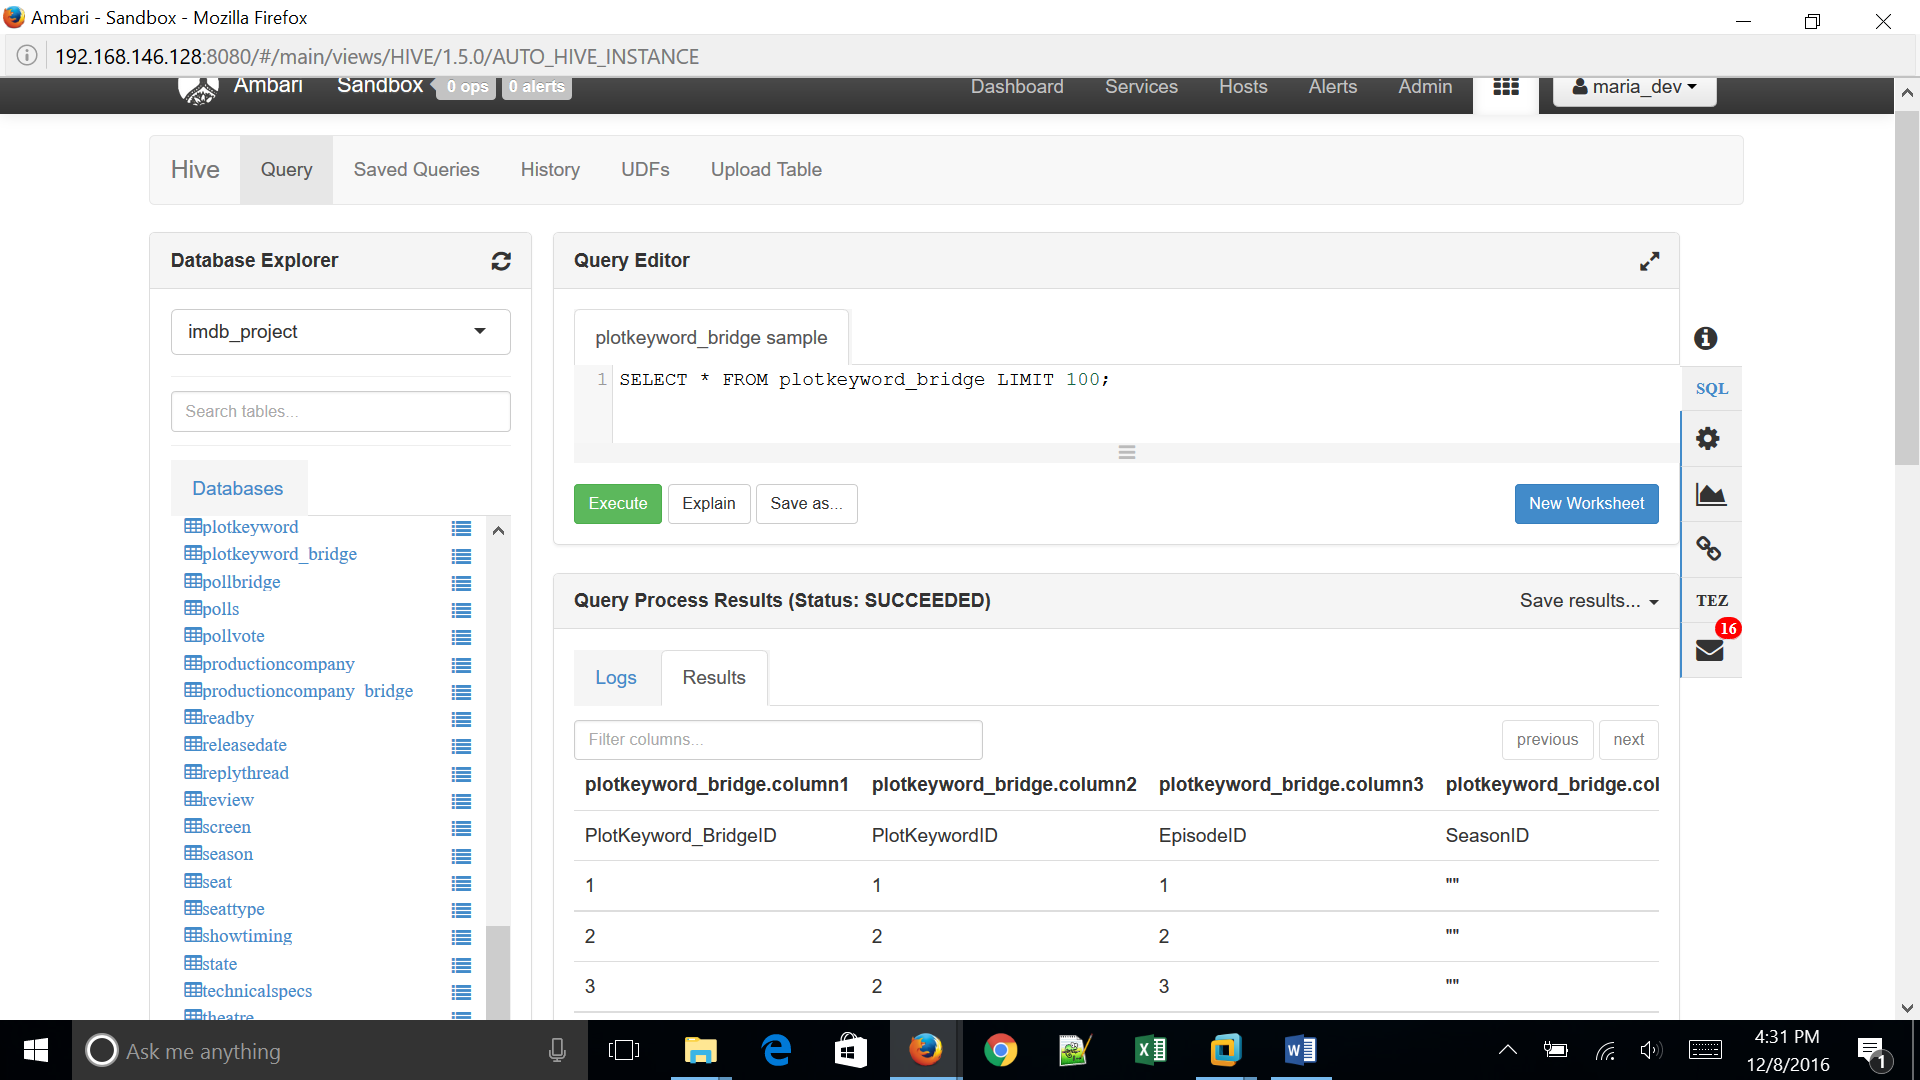 Ambari - Sandbox - Mozilla Firefox
192.168.146.128:8080/#/main/views/HIVE/1.5.0/AUTO_HIVE_INSTANCE
Ambari Sandbox 0 ops 0 alerts Dashboard Services Hosts Alerts Admin maria_dev
Hive Query Saved Queries History UDFs Upload Table
Database Explorer
imdb_project
Search tables...
Databases
plotkeyword
plotkeyword_bridge
pollbridge
polls
pollvote
productioncompany
productioncompany_bridge
readby
releasedate
replythread
review
screen
season
seat
seattype
showtiming
state
technicalspecs
theatre
Query Editor
plotkeyword_bridge sample
1 SELECT * FROM plotkeyword_bridge LIMIT 100;
Execute Explain Save as... New Worksheet
SQL
TEZ
16
Query Process Results (Status: SUCCEEDED) Save results...
Logs Results
Filter columns... previous next
plotkeyword_bridge.column1 plotkeyword_bridge.column2 plotkeyword_bridge.column3 plotkeyword_bridge.col
PlotKeyword_BridgeID PlotKeywordID EpisodeID SeasonID
1 1 1 ""
2 2 2 ""
3 2 3 ""
Ask me anything
4:31 PM
12/8/2016
1